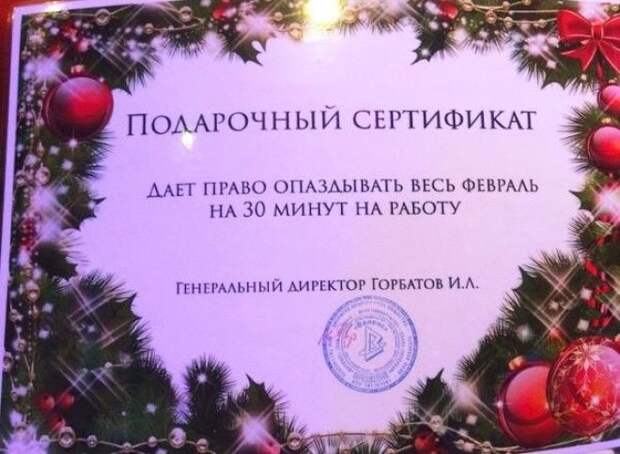 Подарочный сертификат
Дает право опаздывать весь февраль
на 30 минут на работу
Генеральный директор Горбатов И.Л.